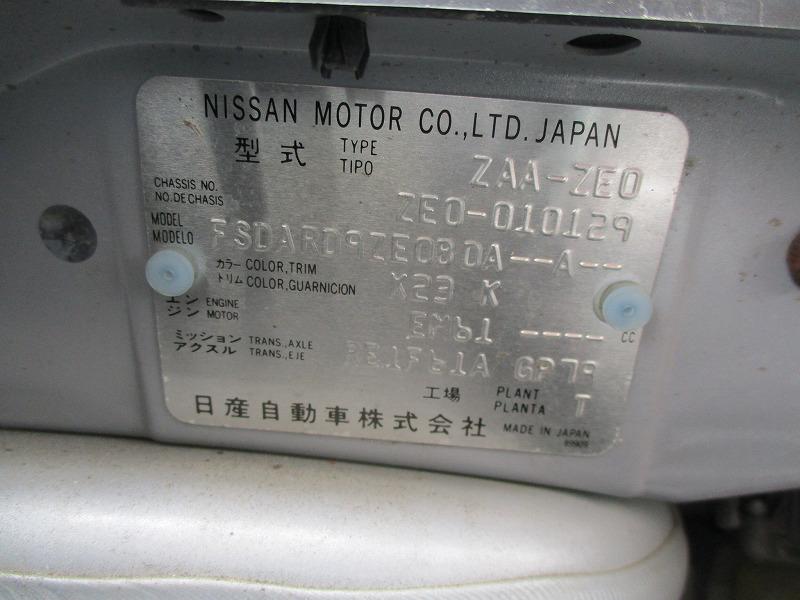 NISSAN MOTOR CO.,LTD. JAPAN
型式 TYPE TIPO ZAA-ZE0
CHASSIS NO. NO.DE CHASIS ZE0-010129
MODEL MODELO FSDARD9ZE080A--A--
カラー COLOR,TRIM トリム COLOR,GUARNICION X23 K
エンジン ENGINE MOTOR EM61 ---- CC
ミッション TRANS.,AXLE アクスル TRANS.,EJE RE1F61A GP79
工場 PLANT PLANTA T
日産自動車株式会社 MADE IN JAPAN